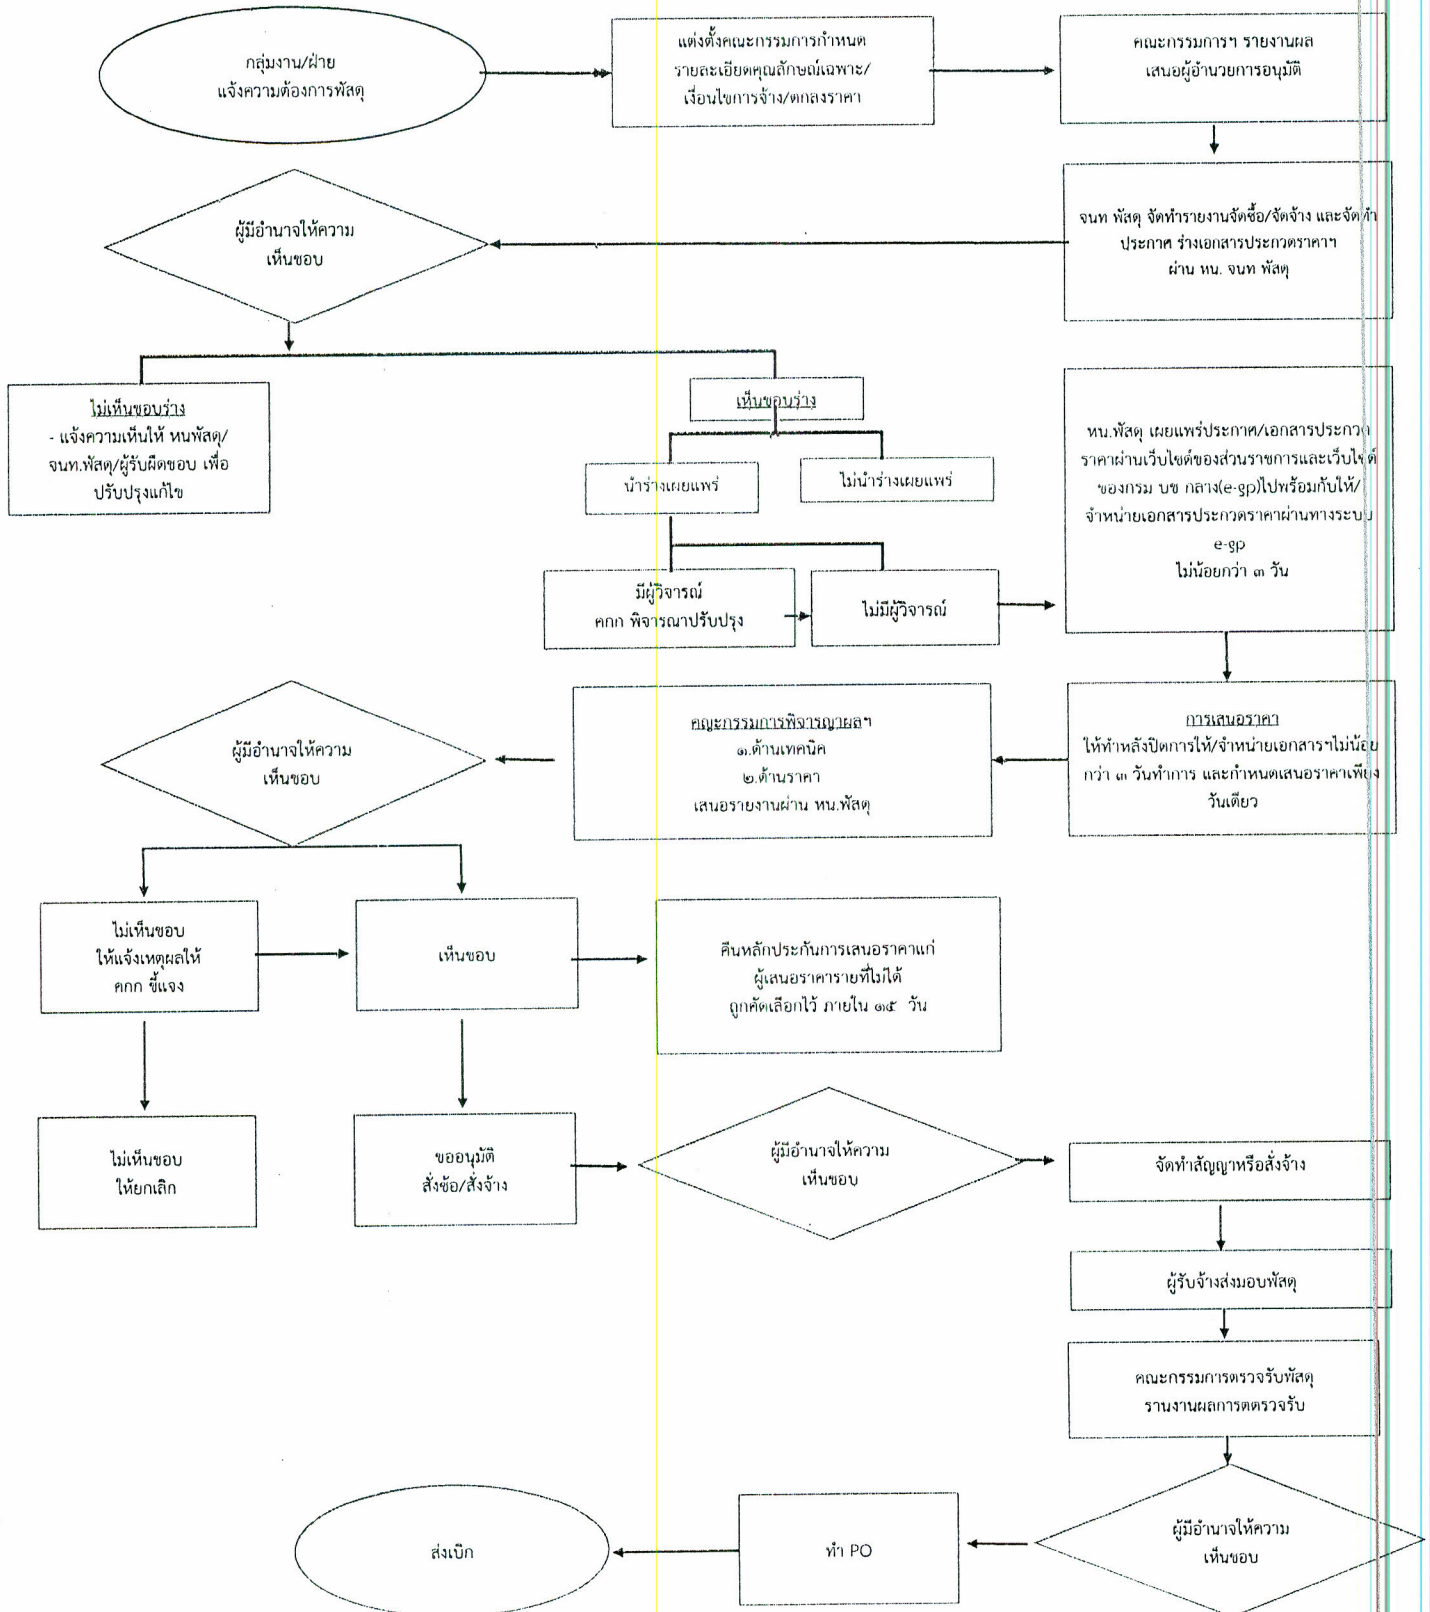 กลุ่มงาน/ฝ่าย
แจ้งความต้องการพัสดุ
แต่งตั้งคณะกรรมการกำหนด
รายละเอียดคุณลักษณ์เฉพาะ/
เงื่อนไขการจ้าง/ตกลงราคา
คณะกรรมการฯ รายงานผล
เสนอผู้อำนวยการอนุมัติ
จนท พัสดุ จัดทำรายงานจัดซื้อ/จัดจ้าง และจัดทำ
ประกาศ ร่างเอกสารประกวดราคาฯ
ผ่าน หน. จนท พัสดุ
ผู้มีอำนาจให้ความ
เห็นชอบ
ไม่เห็นชอบร่าง
- แจ้งความเห็นให้ หนพัสดุ/
จนท.พัสดุ/ผู้รับผิดชอบ เพื่อ
ปรับปรุงแก้ไข
เห็นชอบร่าง
นำร่างเผยแพร่
ไม่นำร่างเผยแพร่
มีผู้วิจารณ์
คกก พิจารณาปรับปรุง
ไม่มีผู้วิจารณ์
หน.พัสดุ เผยแพร่ประกาศ/เอกสารประกวด
ราคาผ่านเว็บไซต์ของส่วนราชการและเว็บไซต์
ของกรม บช กลาง(e-gp)ไปพร้อมกับให้/
จำหน่ายเอกสารประกวดราคาผ่านทางระบบ
e-gp
ไม่น้อยกว่า ๓ วัน
การเสนอราคา
ให้ทำหลังปิดการให้/จำหน่ายเอกสารฯไม่น้อย
กว่า ๓ วันทำการ และกำหนดเสนอราคาเพียง
วันเดียว
คณะกรรมการพิจารณาผลฯ
๑.ด้านเทคนิค
๒.ด้านราคา
เสนอรายงานผ่าน หน.พัสดุ
ผู้มีอำนาจให้ความ
เห็นชอบ
ไม่เห็นชอบ
ให้แจ้งเหตุผลให้
คกก ชี้แจง
เห็นชอบ
คืนหลักประกันการเสนอราคาแก่
ผู้เสนอราคารายที่ไม่ได้
ถูกคัดเลือกไว้ ภายใน ๑๕ วัน
ไม่เห็นชอบ
ให้ยกเลิก
ขออนุมัติ
สั่งซ้อ/สั่งจ้าง
ผู้มีอำนาจให้ความ
เห็นชอบ
จัดทำสัญญาหรือสั่งจ้าง
ผู้รับจ้างส่งมอบพัสดุ
คณะกรรมการตรวจรับพัสดุ
รานงานผลการตตรวจรับ
ผู้มีอำนาจให้ความ
เห็นชอบ
ทำ PO
ส่งเบิก